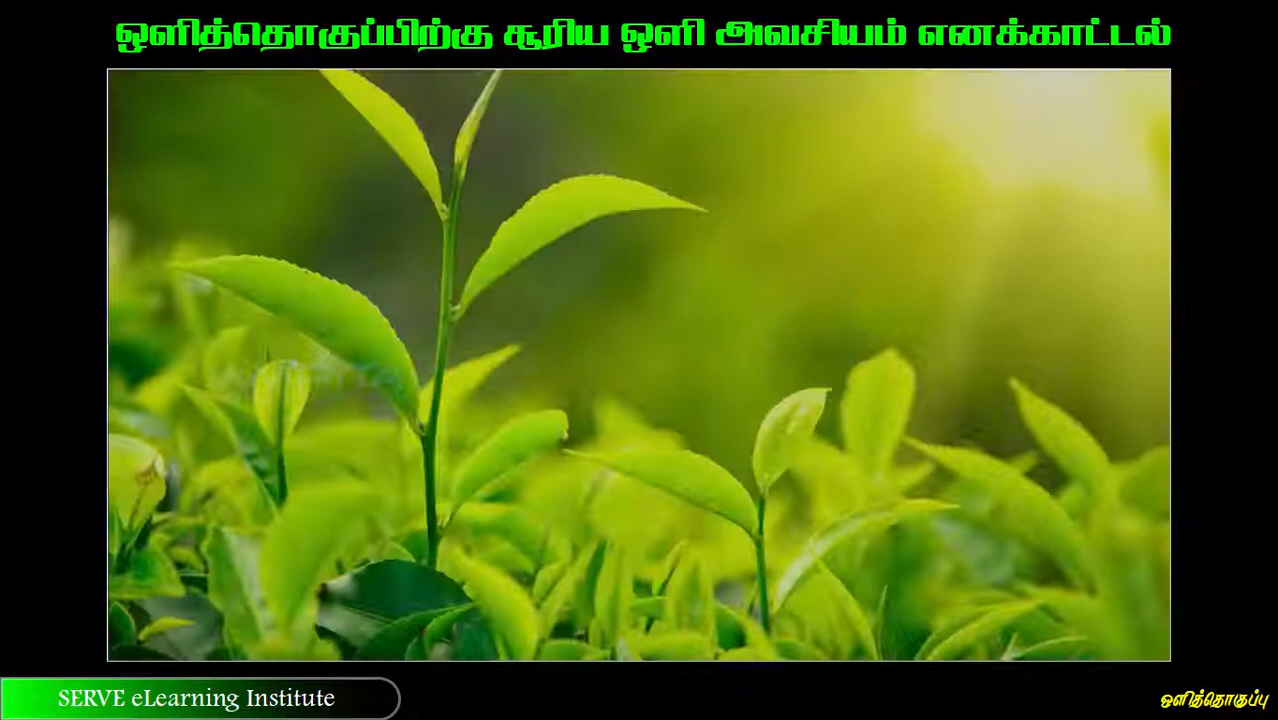 ஒளித்தொகுப்பிற்கு சூரிய ஒளி அவசியம் எனக்காட்டல்
SERVE eLearning Institute
ஒளித்தொகுப்பு